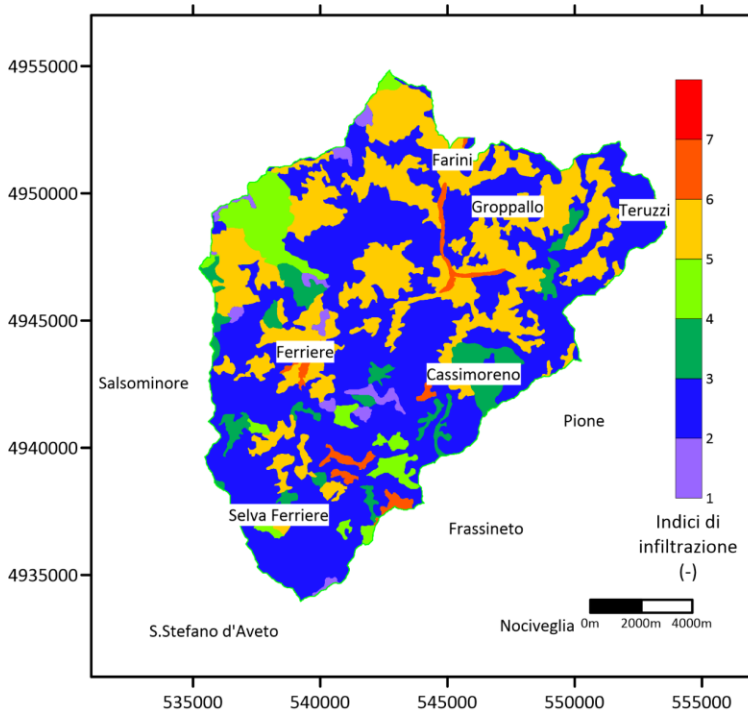 4955000
4950000
4945000
4940000
4935000
Farini
Groppallo
Teruzzi
Ferriere
Salsominore
Cassimoreno
Pione
Selva Ferriere
Frassineto
S.Stefano d'Aveto
Nociveglia
7
6
5
4
3
2
1
Indici di
infiltrazione
(-)
0m 2000m 4000m
535000 540000 545000 550000 555000